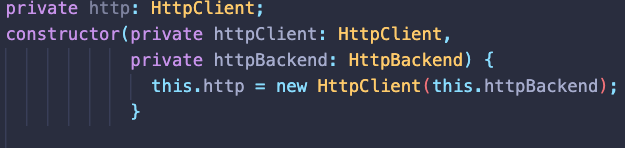 private http: HttpClient;
constructor(private httpClient: HttpClient,
private httpBackend: HttpBackend) {
this.http = new HttpClient(this.httpBackend);
}